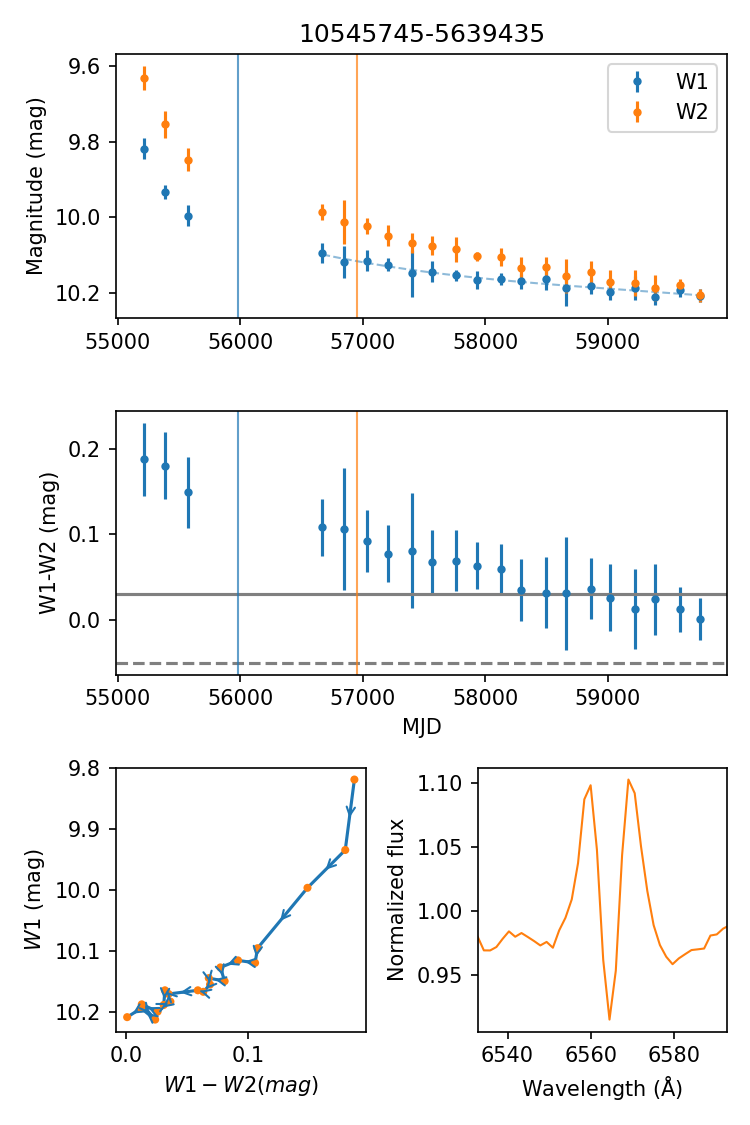 10545745-5639435
Magnitude (mag)
9.6
9.8
10.0
10.2
W1
W2
55000 56000 57000 58000 59000
W1-W2 (mag)
0.2
0.1
0.0
55000 56000 57000 58000 59000
MJD
W1 (mag)
9.8
9.9
10.0
10.1
10.2
0.0 0.1
W1 − W2(mag)
Normalized flux
1.10
1.05
1.00
0.95
6540 6560 6580
Wavelength (Å)